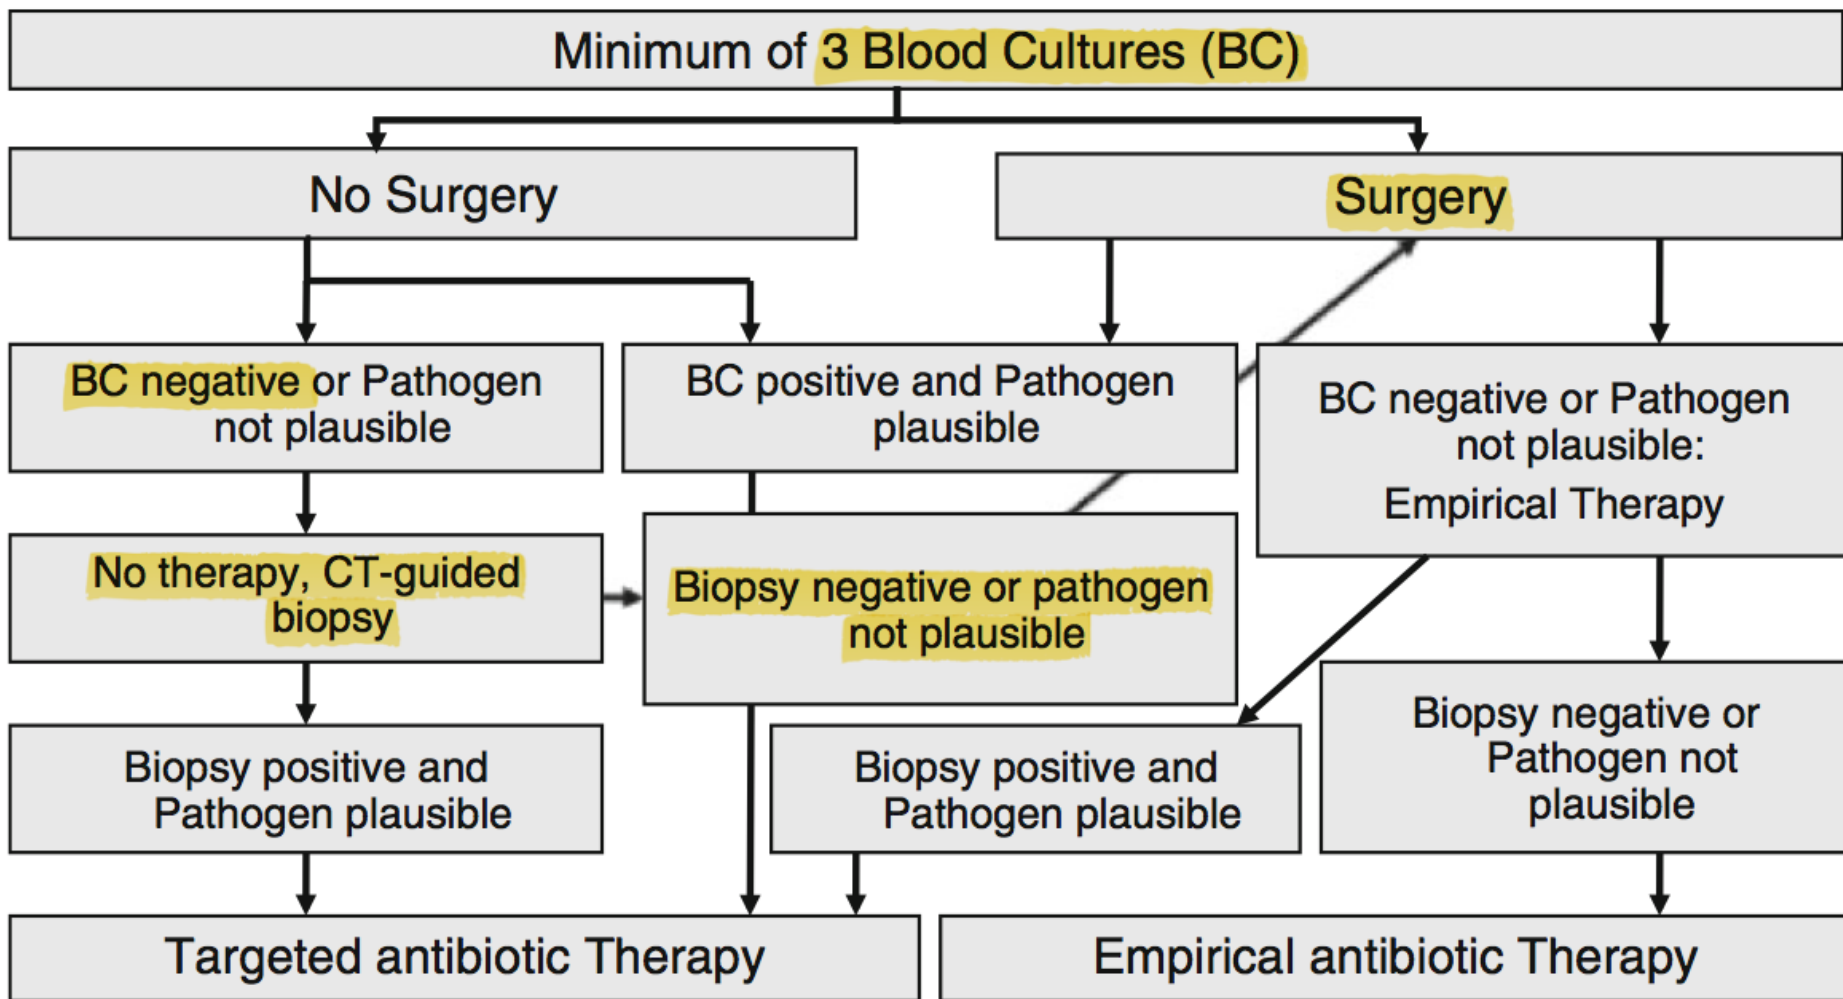 Minimum of 3 Blood Cultures (BC)
No Surgery
Surgery
BC negative or Pathogen
not plausible
BC positive and Pathogen
plausible
BC negative or Pathogen
not plausible:
Empirical Therapy
No therapy, CT-guided
biopsy
Biopsy negative or pathogen
not plausible
Biopsy positive and
Pathogen plausible
Biopsy positive and
Pathogen plausible
Biopsy negative or
Pathogen not
plausible
Targeted antibiotic Therapy
Empirical antibiotic Therapy